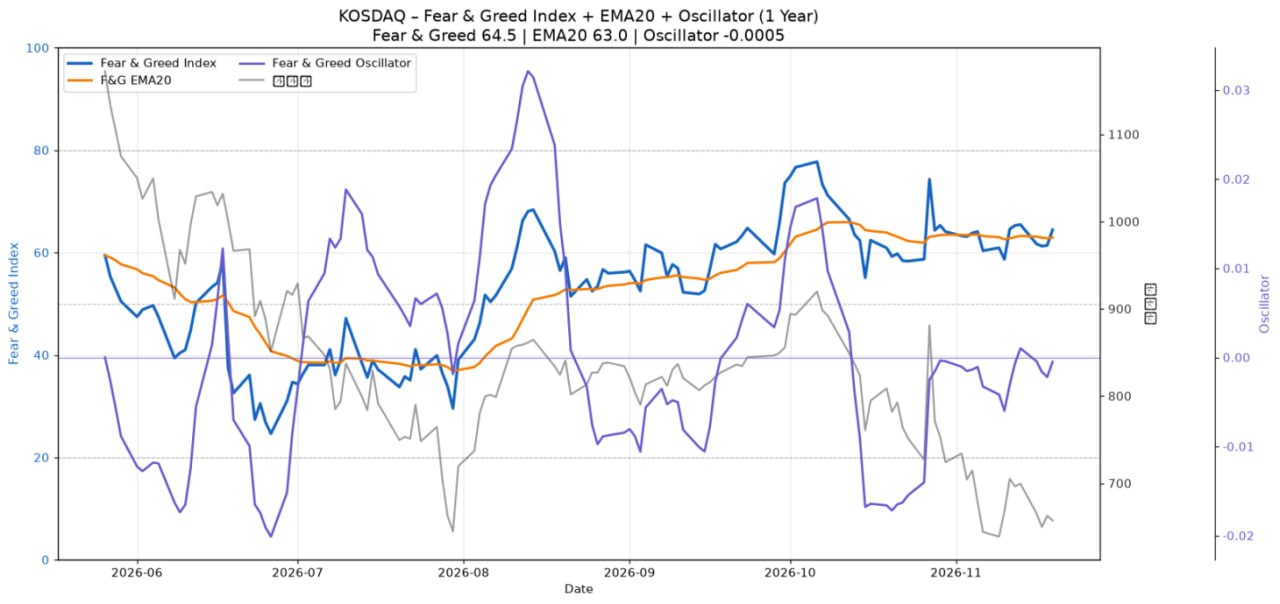 KOSDAQ – Fear & Greed Index + EMA20 + Oscillator (1 Year)
Fear & Greed 64.5 | EMA20 63.0 | Oscillator -0.0005
Fear & Greed Index
F&G EMA20
Fear & Greed Oscillator
100
80
60
40
20
0
Fear & Greed Index
1100
1000
900
800
700
0.03
0.02
0.01
0.00
-0.01
-0.02
Oscillator
2026-06
2026-07
2026-08
2026-09
2026-10
2026-11
Date